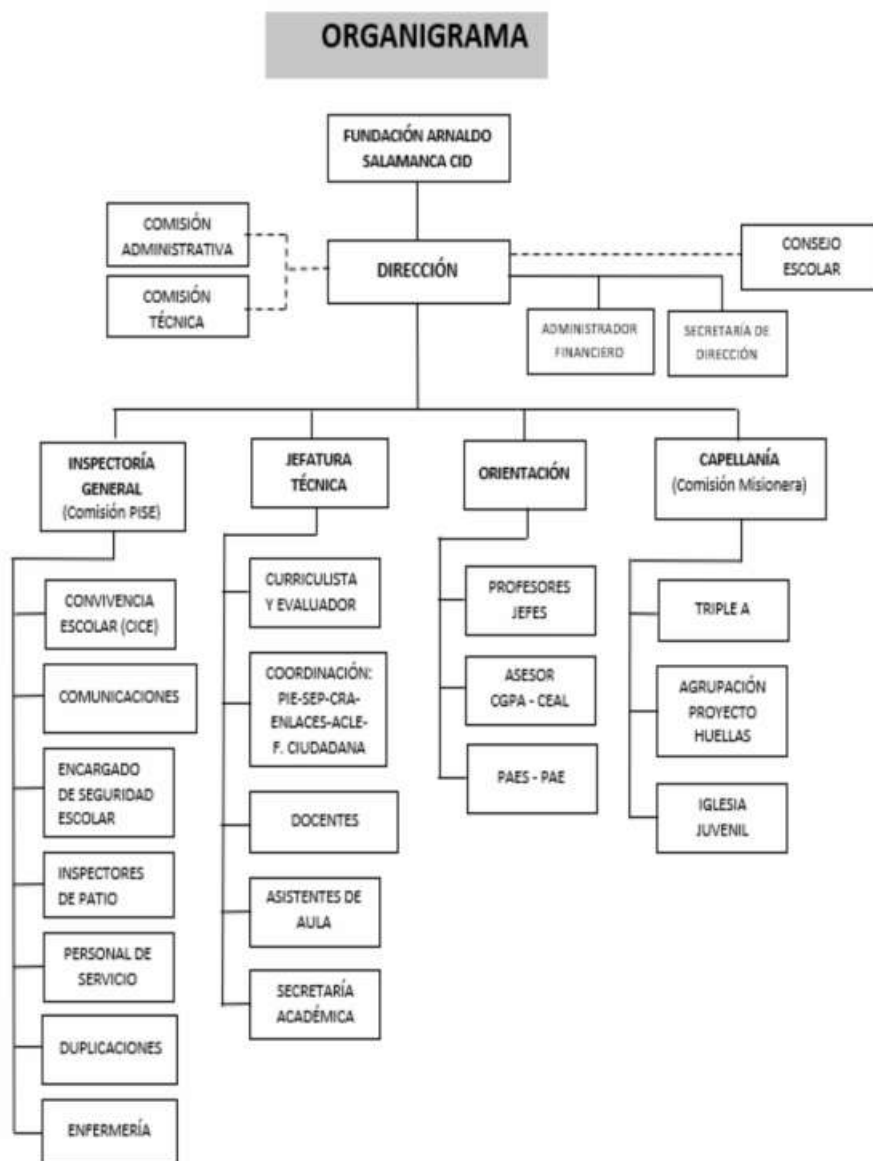 ORGANIGRAMA
FUNDACIÓN ARNALDO
SALAMANCA CID
COMISIÓN
ADMINISTRATIVA
COMISIÓN
TÉCNICA
DIRECCIÓN
CONSEJO
ESCOLAR
ADMINISTRADOR
FINANCIERO
SECRETARÍA DE
DIRECCIÓN
INSPECTORÍA
GENERAL
(Comisión PISE)
CONVIVENCIA
ESCOLAR (CICE)
COMUNICACIONES
ENCARGADO
DE SEGURIDAD
ESCOLAR
INSPECTORES
DE PATIO
PERSONAL DE
SERVICIO
DUPLICACIONES
ENFERMERÍA
JEFATURA
TÉCNICA
CURRICULISTA
Y EVALUADOR
COORDINACIÓN:
PIE-SEP-CRA-
ENLACES-ACLE-
F. CIUDADANA
DOCENTES
ASISTENTES DE
AULA
SECRETARÍA
ACADÉMICA
ORIENTACIÓN
PROFESORES
JEFES
ASESOR
CGPA - CEAL
PAES - PAE
CAPELLANÍA
(Comisión Misionera)
TRIPLE A
AGRUPACIÓN
PROYECTO
HUELLAS
IGLESIA
JUVENIL